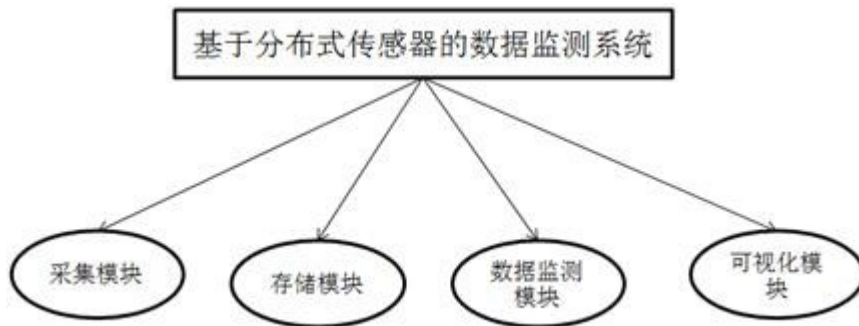 基于分布式传感器的数据监测系统
采集模块
存储模块
数据监测
模块
可视化模
块